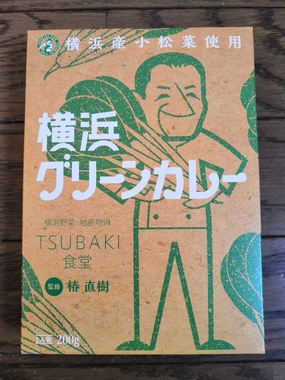 横浜産小松菜使用
横浜
グリーンカレー
横浜野菜・地産地消
TSUBAKI
食堂
監修 椿 直樹
200g